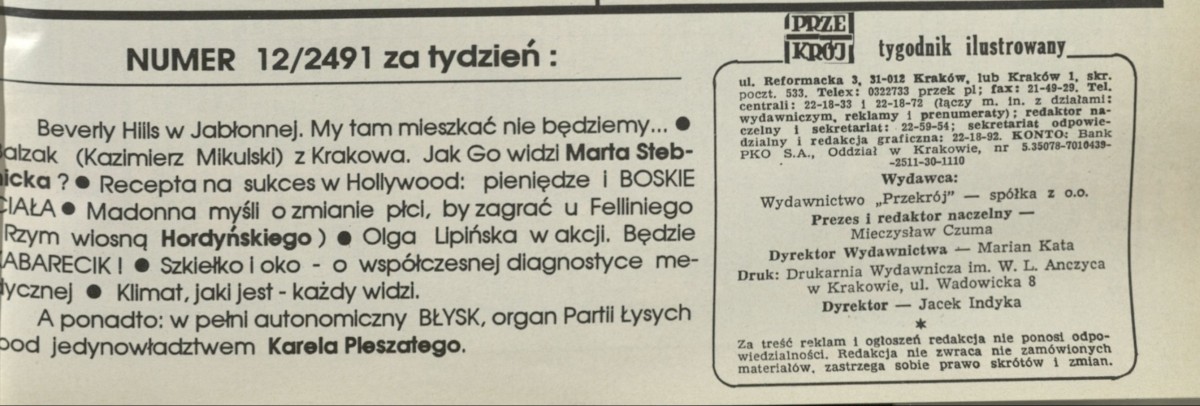 NUMER 12/2491 za tydzień :
Beverly Hills w Jabłonnej. My tam mieszkać nie będziemy... ●
alzak (Kazimierz Mikulski) z Krakowa. Jak Go widzi Marta Steb-
nicka ? ● Recepta na sukces w Hollywood: pieniędze i BOSKIE
CIAŁA ● Madonna myśli o zmianie płci, by zagrać u Felliniego
Rzym wiosną Hordyńskiego ) ● Olga Lipińska w akcji. Będzie
KABARECIK ! ● Szkiełko i oko - o współczesnej diagnostyce me-
dycznej ● Klimat, jaki jest - każdy widzi.
A ponadto: w pełni autonomiczny BŁYSK, organ Partii Łysych
pod jedynowładztwem Karela Pleszatego.
PRZE
KRÓJ
tygodnik ilustrowany
ul. Reformacka 3, 31-012 Kraków, lub Kraków 1, skr.
poczt. 533. Telex: 0322733 przek pl; fax: 21-49-29. Tel.
centrali: 22-18-33 i 22-18-72 (łączy m. in. z działami:
wydawniczym, reklamy i prenumeraty); redaktor na-
czelny i sekretariat: 22-59-54; sekretariat odpowie-
dzialny i redakcja graficzna: 22-18-92. KONTO: Bank
PKO S.A., Oddział w Krakowie, nr 5.35078-7010439-
-2511-30-1110
Wydawca:
Wydawnictwo „Przekrój” — spółka z o.o.
Prezes i redaktor naczelny —
Mieczysław Czuma
Dyrektor Wydawnictwa — Marian Kata
Druk: Drukarnia Wydawnicza im. W. L. Anczyca
w Krakowie, ul. Wadowicka 8
Dyrektor — Jacek Indyka
*
Za treść reklam i ogłoszeń redakcja nie ponosi odpo-
wiedzialności. Redakcja nie zwraca nie zamówionych
materiałów, zastrzega sobie prawo skrótów i zmian.